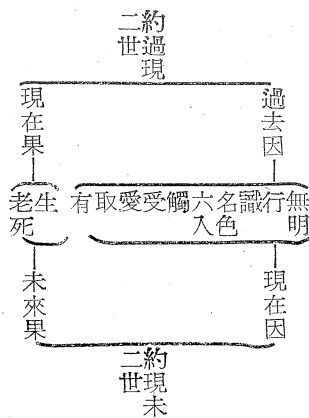 約過現
二世
過去因
現在果
無明
行
識
名色
六入
觸
受
愛
取
有
生
老死
現在因
未來果
約現未
二世